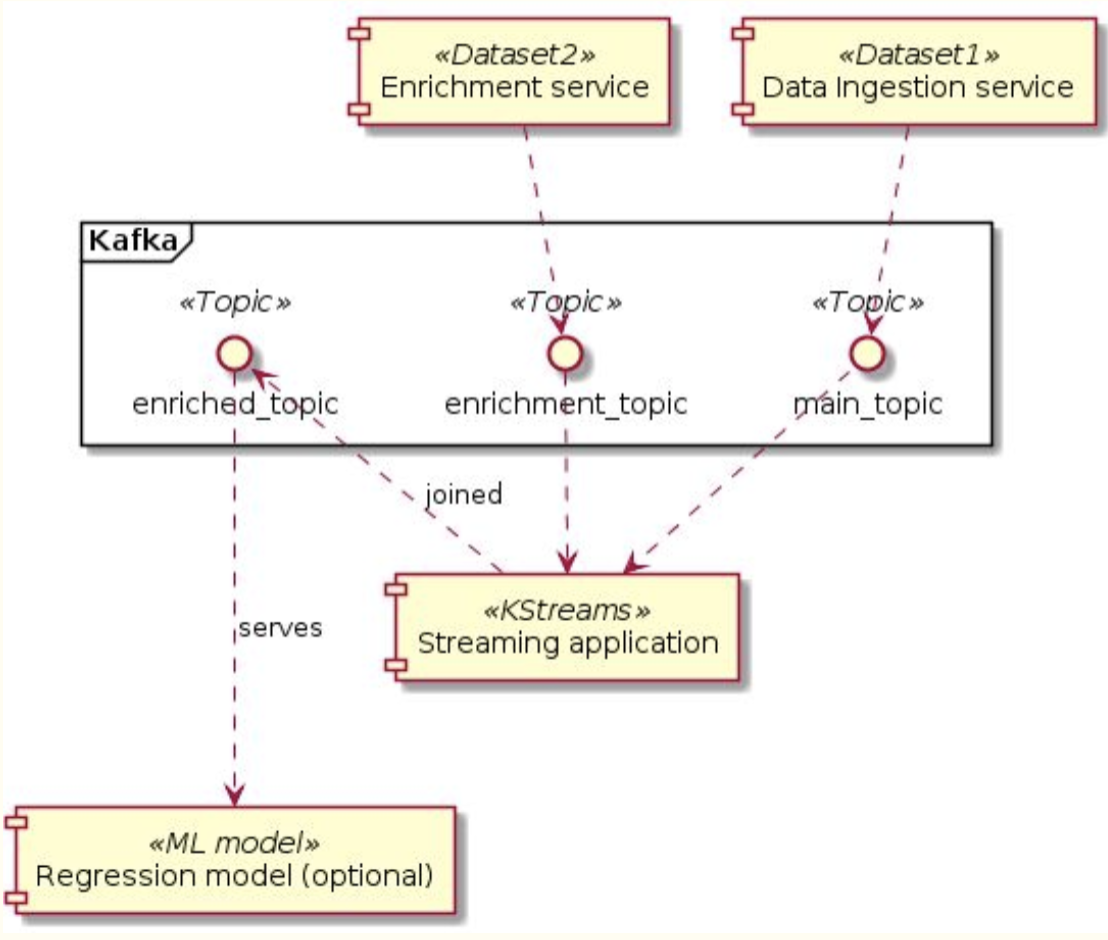 «Dataset2»
Enrichment service
«Dataset1»
Data Ingestion service
Kafka
«Topic»
enriched_topic
«Topic»
enrichment_topic
«Topic»
main_topic
joined
«KStreams»
Streaming application
serves
«ML model»
Regression model (optional)